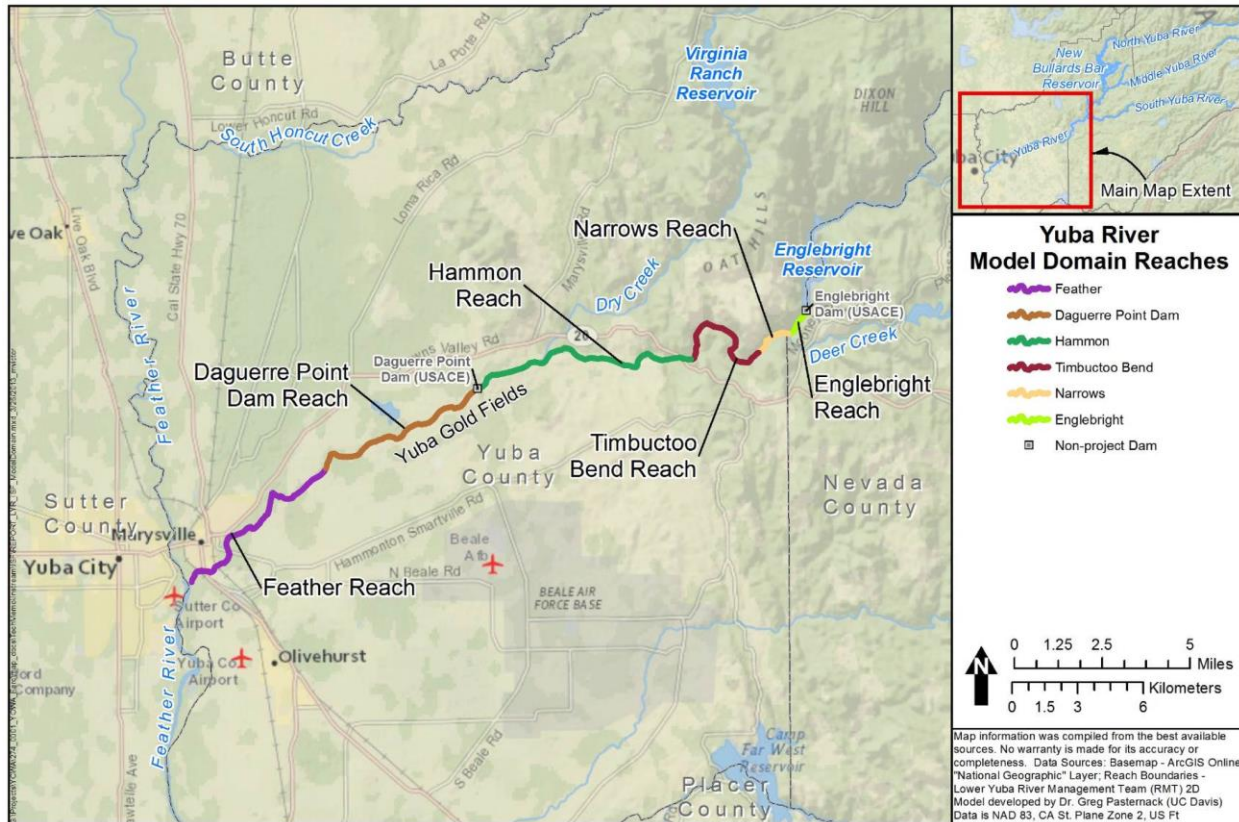 Butte
County
La Porte Rd
Lower Honcut Rd
South Honcut Creek
Virginia
Ranch
Reservoir
DIXON
HILL
ve Oak
Live Oak Blvd
Cal State Hwy 70
Loma Rica Rd
Marysville Rd
Narrows Reach
OAT HILLS
Englebright
Reservoir
Hammon
Reach
Dry Creek
Englebright
Dam (USACE)
20
Deer Creek
Feather River
wns Valley Rd
Daguerre Point
Dam (USACE)
Daguerre Point
Dam Reach
Yuba Gold Fields
Englebright
Reach
Timbuctoo
Bend Reach
Yuba
County
Nevada
County
Sutter
County
Marysville
Yuba City
Hammonton Smartville Rd
Beale
Afb
N Beale Rd
Feather Reach
BEALE AIR
FORCE BASE
Sutter Co
Airport
Yuba Co
Airport
Olivehurst
ord
Company
Feather River
S Beale Rd
Camp
Far West
Reservoir
Placer
County
North Yuba River
New
Bullards Bar
Reservoir
Middle Yuba River
South Yuba River
Yuba River
ba City
Main Map Extent
Yuba River
Model Domain Reaches
Feather
Daguerre Point Dam
Hammon
Timbuctoo Bend
Narrows
Englebright
Non-project Dam
N
0 1.25 2.5 5
Miles
Kilometers
0 1.5 3 6
Map information was compiled from the best available
sources. No warranty is made for its accuracy or
completeness. Data Sources: Basemap - ArcGIS Online
"National Geographic" Layer; Reach Boundaries -
Lower Yuba River Management Team (RMT) 2D
Model developed by Dr. Greg Pasternack (UC Davis)
Data is NAD 83, CA St. Plane Zone 2, US Ft